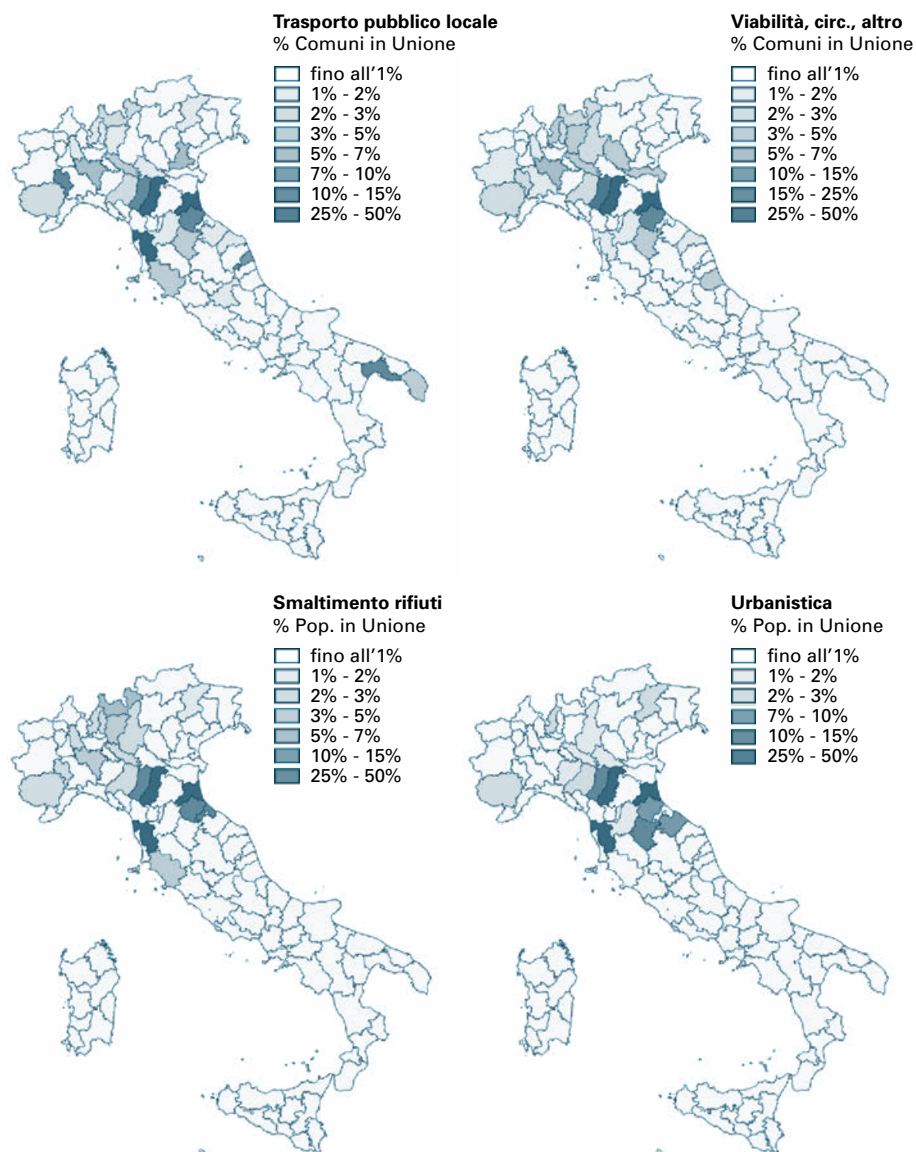 Trasporto pubblico locale
% Comuni in Unione
fino all'1%
1% - 2%
2% - 3%
3% - 5%
5% - 7%
7% - 10%
10% - 15%
25% - 50%
Viabilità, circ., altro
% Comuni in Unione
fino all'1%
1% - 2%
2% - 3%
3% - 5%
5% - 7%
10% - 15%
15% - 25%
25% - 50%
Smaltimento rifiuti
% Pop. in Unione
fino all'1%
1% - 2%
2% - 3%
3% - 5%
5% - 7%
10% - 15%
25% - 50%
Urbanistica
% Pop. in Unione
fino all'1%
1% - 2%
2% - 3%
7% - 10%
10% - 15%
25% - 50%